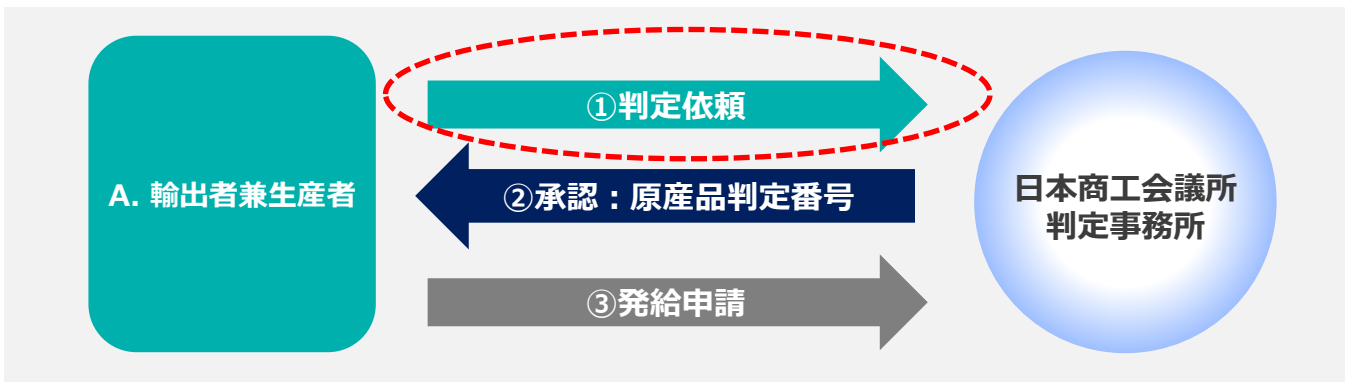 ①判定依頼
A. 輸出者兼生産者
②承認：原産品判定番号
日本商工会議所
判定事務所
③発給申請